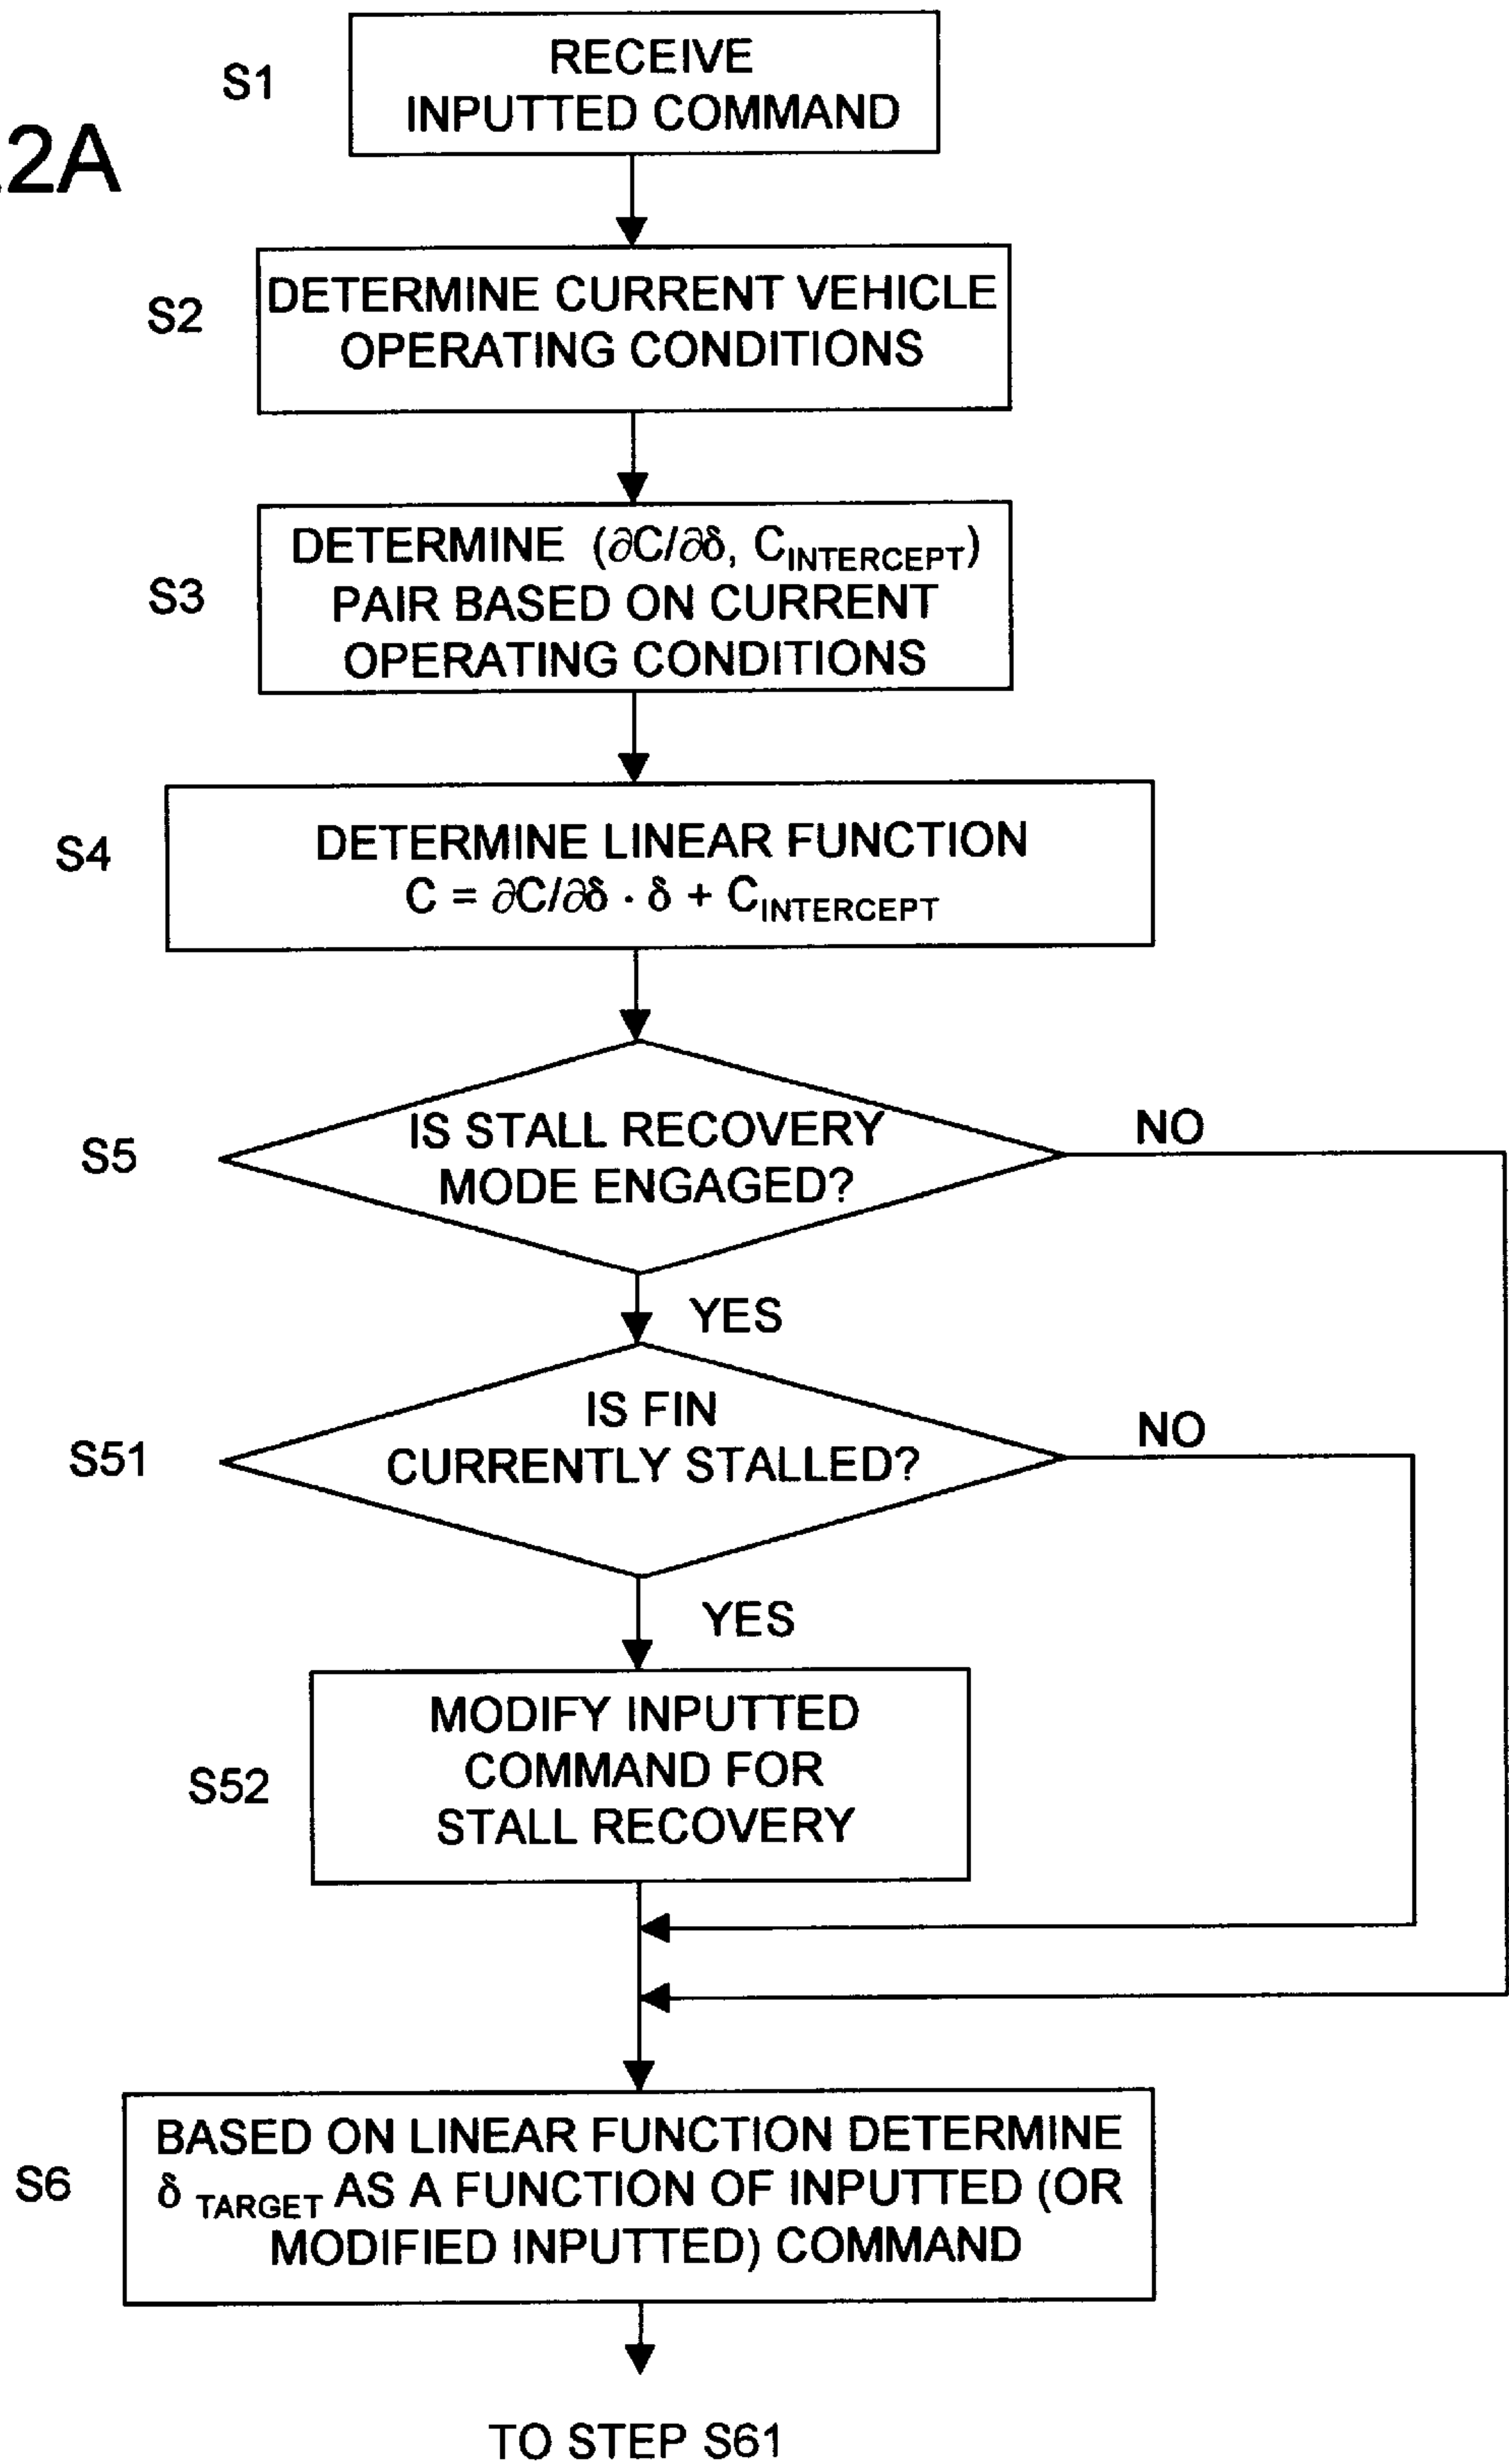 S1
RECEIVE
INPUTTED COMMAND
2A
S2
DETERMINE CURRENT VEHICLE
OPERATING CONDITIONS
S3
DETERMINE (∂C/∂δ, C_INTERCEPT)
PAIR BASED ON CURRENT
OPERATING CONDITIONS
S4
DETERMINE LINEAR FUNCTION
C = ∂C/∂δ · δ + C_INTERCEPT
S5
IS STALL RECOVERY
MODE ENGAGED?
NO
YES
S51
IS FIN
CURRENTLY STALLED?
NO
YES
S52
MODIFY INPUTTED
COMMAND FOR
STALL RECOVERY
S6
BASED ON LINEAR FUNCTION DETERMINE
δ TARGET AS A FUNCTION OF INPUTTED (OR
MODIFIED INPUTTED) COMMAND
TO STEP S61